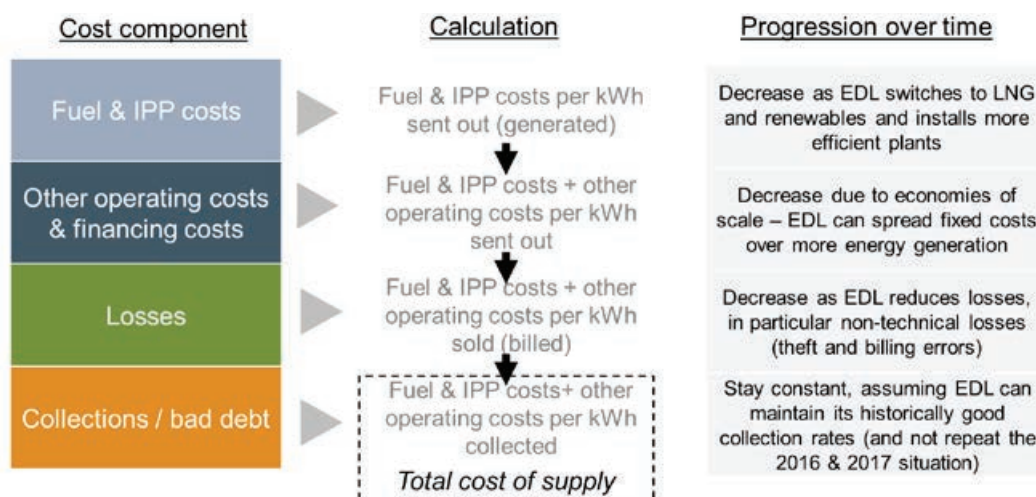 Cost component
Calculation
Progression over time
Fuel & IPP costs
Fuel & IPP costs per kWh
sent out (generated)
Decrease as EDL switches to LNG
and renewables and installs more
efficient plants
Other operating costs
& financing costs
Fuel & IPP costs + other
operating costs per kWh
sent out
Decrease due to economies of
scale – EDL can spread fixed costs
over more energy generation
Losses
Fuel & IPP costs + other
operating costs per kWh
sold (billed)
Decrease as EDL reduces losses,
in particular non-technical losses
(theft and billing errors)
Collections / bad debt
Fuel & IPP costs+ other
operating costs per kWh
collected
Total cost of supply
Stay constant, assuming EDL can
maintain its historically good
collection rates (and not repeat the
2016 & 2017 situation)